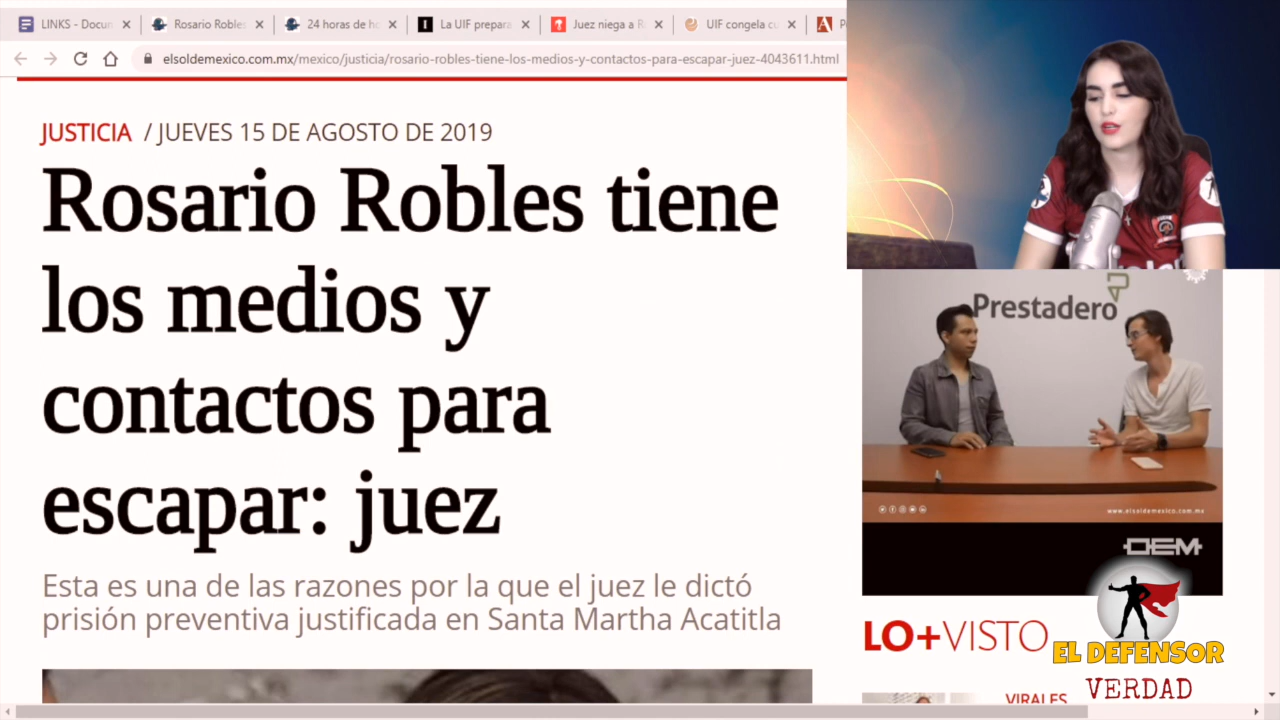 LINKS - Docun
Rosario Robles
24 horas de ho
La UIF prepara
Juez niega a R
UIF congela cu
P
elsoldemexico.com.mx/mexico/justicia/rosario-robles-tiene-los-medios-y-contactos-para-escapar-juez-4043611.html
JUSTICIA / JUEVES 15 DE AGOSTO DE 2019
Rosario Robles tiene
los medios y
contactos para
escapar: juez
Esta es una de las razones por la que el juez le dictó
prisión preventiva justificada en Santa Martha Acatitla
Prestadero
www.elsoldemexico.com.mx
OEM
LO+VISTO
EL DEFENSOR
VERDAD
VIRALES